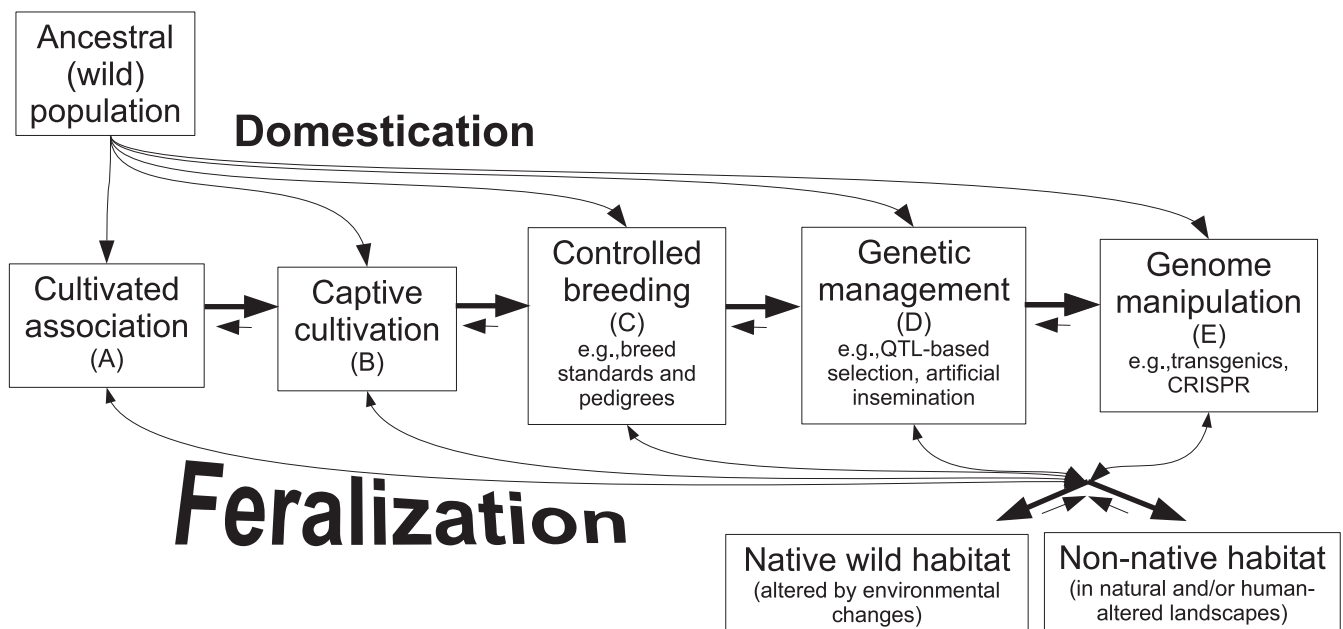 Ancestral
(wild)
population
Domestication
Cultivated
association
(A)
Captive
cultivation
(B)
Controlled
breeding
(C)
e.g.,breed
standards and
pedigrees
Genetic
management
(D)
e.g.,QTL-based
selection, artificial
insemination
Genome
manipulation
(E)
e.g.,transgenics,
CRISPR
Feralization
Native wild habitat
(altered by environmental
changes)
Non-native habitat
(in natural and/or human-
altered landscapes)